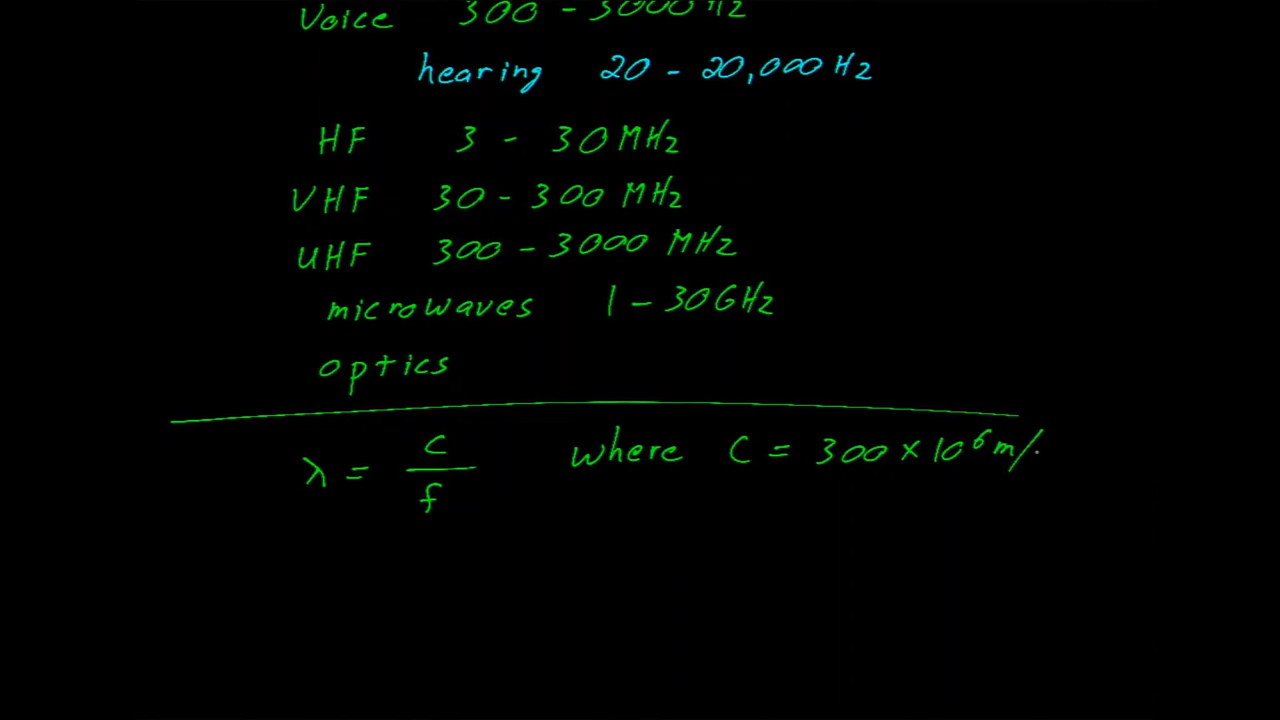 Voice 300 - 3000 Hz
hearing 20 - 20,000 Hz
HF 3 - 30 MHz
VHF 30 - 300 MHz
UHF 300 - 3000 MHz
microwaves 1 - 30 GHz
optics
λ = c / f where C = 300 × 10⁶ m/